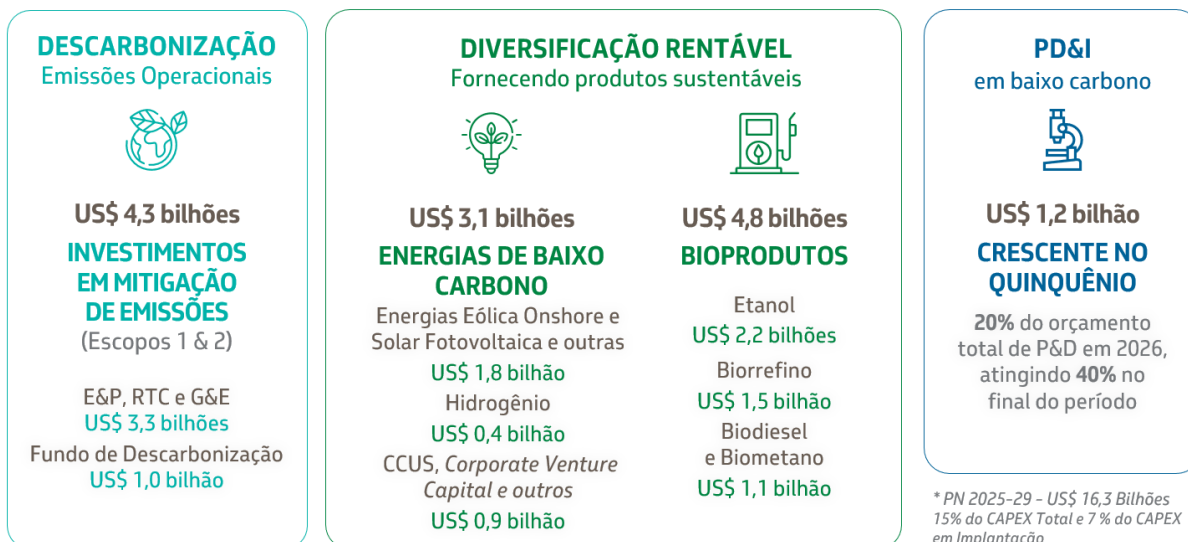 DESCARBONIZAÇÃO
Emissões Operacionais
US$ 4,3 bilhões
INVESTIMENTOS
EM MITIGAÇÃO
DE EMISSÕES
(Escopos 1 & 2)
E&P, RTC e G&E
US$ 3,3 bilhões
Fundo de Descarbonização
US$ 1,0 bilhão
DIVERSIFICAÇÃO RENTÁVEL
Fornecendo produtos sustentáveis
US$ 3,1 bilhões
ENERGIAS DE BAIXO
CARBONO
Energias Eólica Onshore e
Solar Fotovoltaica e outras
US$ 1,8 bilhão
Hidrogênio
US$ 0,4 bilhão
CCUS, Corporate Venture
Capital e outros
US$ 0,9 bilhão
US$ 4,8 bilhões
BIOPRODUTOS
Etanol
US$ 2,2 bilhões
Biorrefino
US$ 1,5 bilhão
Biodiesel
e Biometano
US$ 1,1 bilhão
PD&I
em baixo carbono
US$ 1,2 bilhão
CRESCENTE NO
QUINQUÊNIO
20% do orçamento
total de P&D em 2026,
atingindo 40% no
final do período
* PN 2025-29 - US$ 16,3 Bilhões
15% do CAPEX Total e 7 % do CAPEX
em Implantação